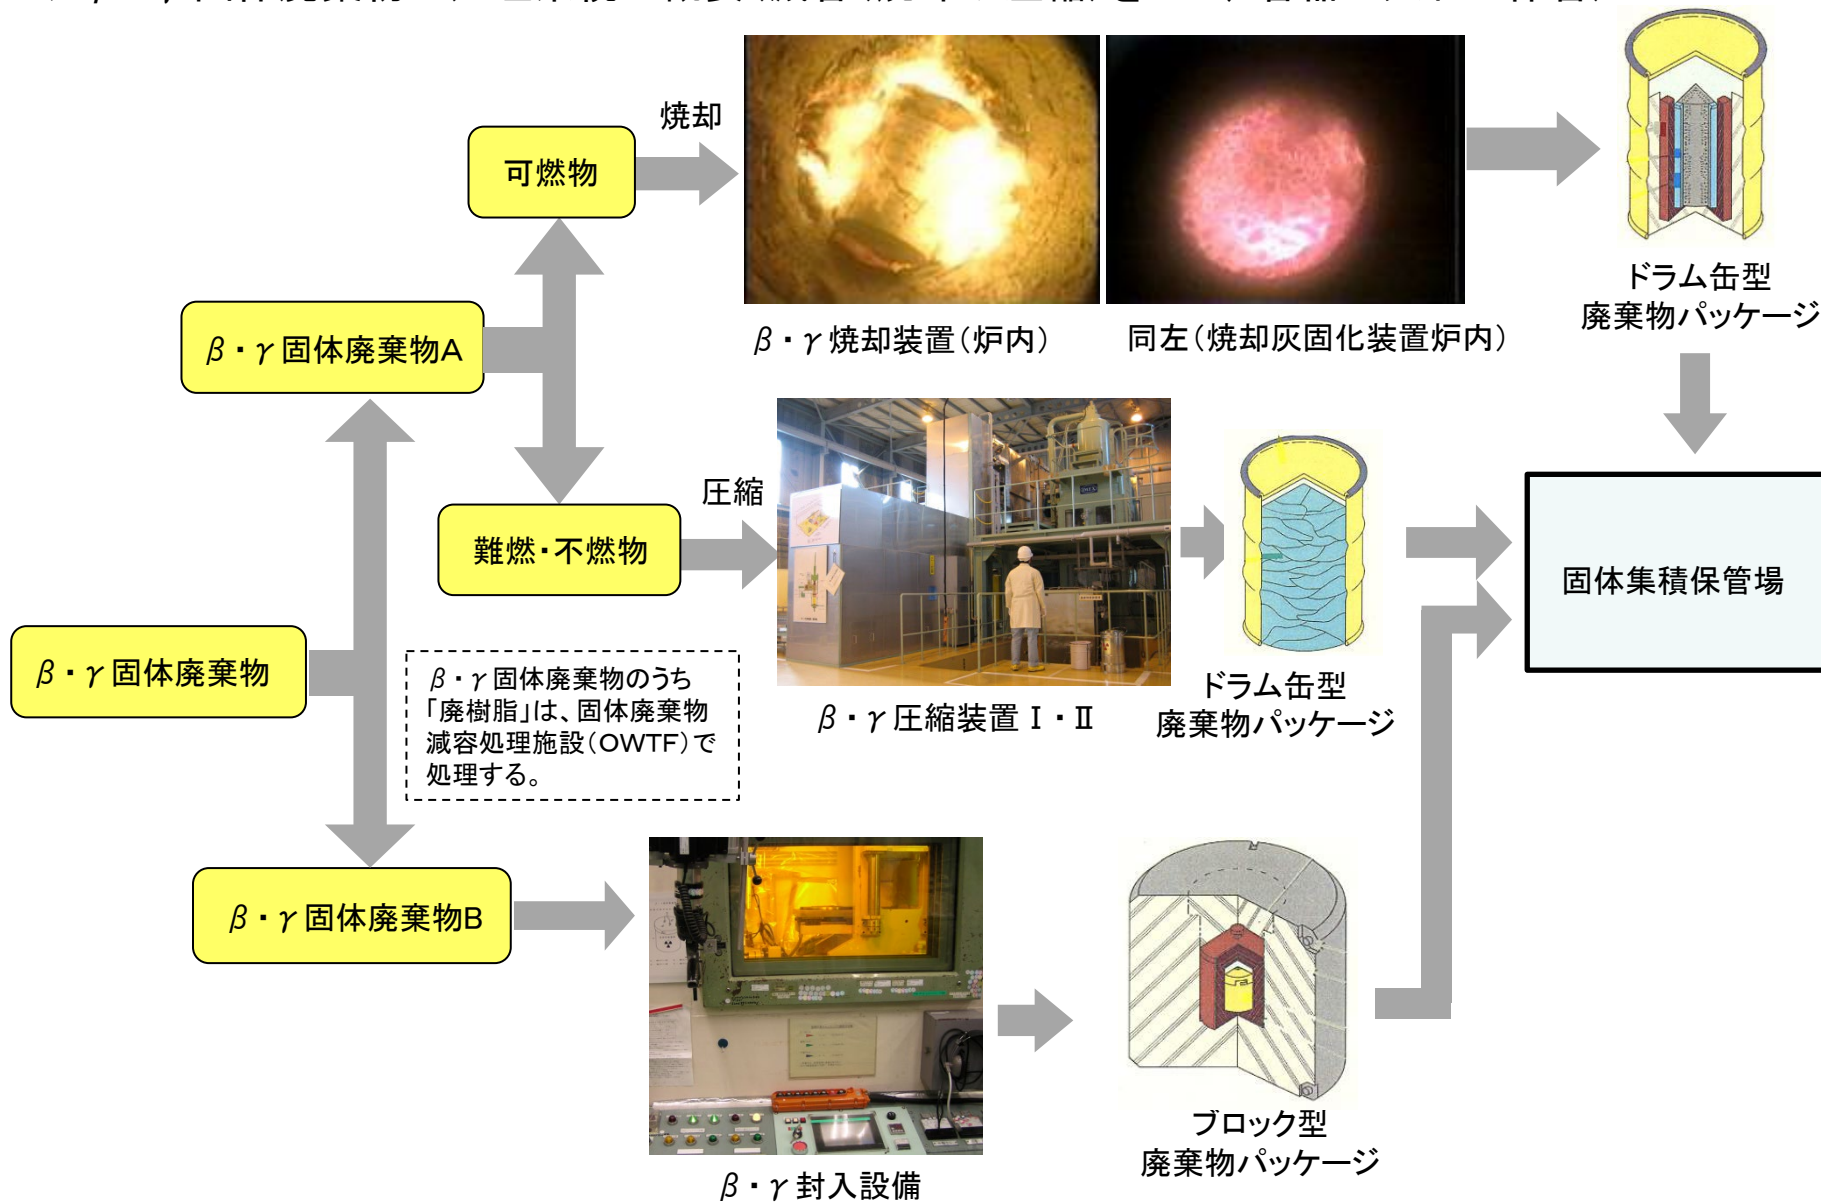 焼却
可燃物
β・γ焼却装置（炉内）
同左（焼却灰固化装置炉内）
ドラム缶型
廃棄物パッケージ
β・γ固体廃棄物A
圧縮
難燃・不燃物
β・γ圧縮装置Ⅰ・Ⅱ
ドラム缶型
廃棄物パッケージ
固体集積保管場
β・γ固体廃棄物
β・γ固体廃棄物のうち
「廃樹脂」は、固体廃棄物
減容処理施設（OWTF）で
処理する。
β・γ固体廃棄物B
β・γ封入設備
ブロック型
廃棄物パッケージ